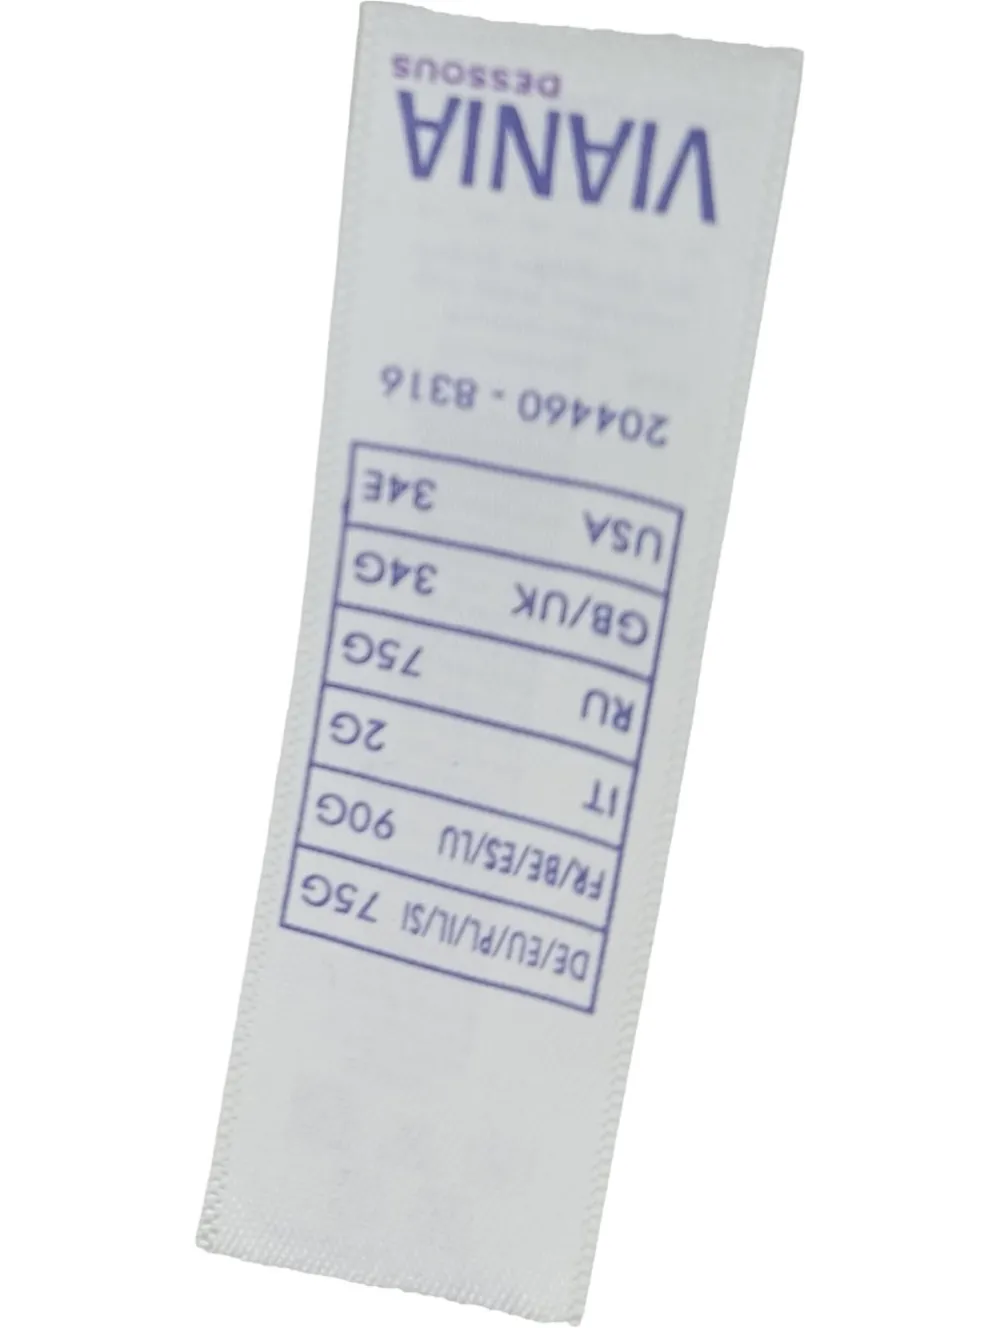 DE/EU/PL/IL/SI 75G
FR/BE/ES/LU 90G
IT 2G
RU 75G
GB/UK 34G
USA 34E
204460 - 8316
VIANIA
DESSOUS